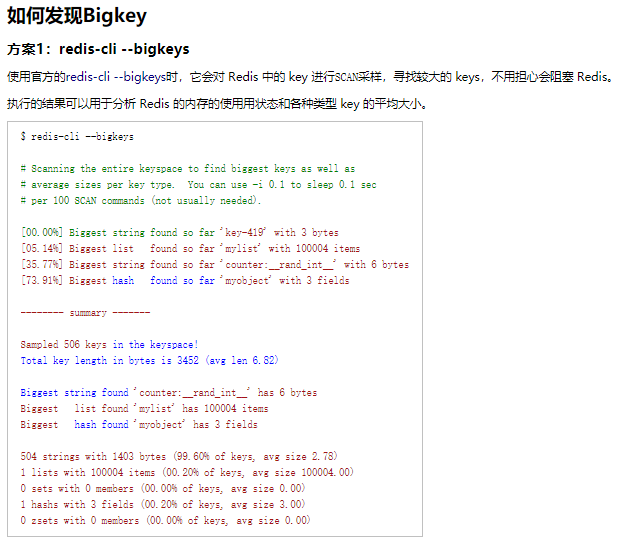 如何发现Bigkey
方案1：redis-cli --bigkeys
使用官方的redis-cli --bigkeys时，它会对 Redis 中的 key 进行SCAN采样，寻找较大的 keys，不用担心会阻塞 Redis。
执行的结果可以用于分析 Redis 的内存的使用用状态和各种类型 key 的平均大小。
$ redis-cli --bigkeys
# Scanning the entire keyspace to find biggest keys as well as
# average sizes per key type.  You can use -i 0.1 to sleep 0.1 sec
# per 100 SCAN commands (not usually needed).
[00.00%] Biggest string found so far 'key-419' with 3 bytes
[05.14%] Biggest list   found so far 'mylist' with 100004 items
[35.77%] Biggest string found so far 'counter:__rand_int__' with 6 bytes
[73.91%] Biggest hash   found so far 'myobject' with 3 fields
-------- summary -------
Sampled 506 keys in the keyspace!
Total key length in bytes is 3452 (avg len 6.82)
Biggest string found 'counter:__rand_int__' has 6 bytes
Biggest   list found 'mylist' has 100004 items
Biggest   hash found 'myobject' has 3 fields
504 strings with 1403 bytes (99.60% of keys, avg size 2.78)
1 lists with 100004 items (00.20% of keys, avg size 100004.00)
0 sets with 0 members (00.00% of keys, avg size 0.00)
1 hashs with 3 fields (00.20% of keys, avg size 3.00)
0 zsets with 0 members (00.00% of keys, avg size 0.00)